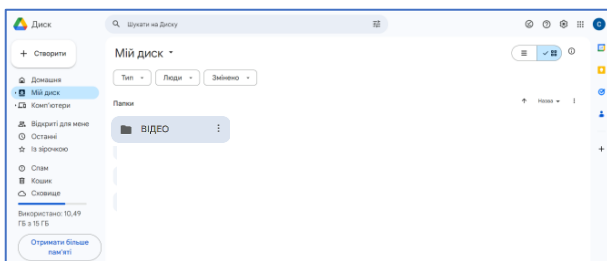 Диск
Шукати на Диску
С
+ Створити
Мій диск
Тип
Люди
Змінено
Домашня
Мій диск
Комп'ютери
Папки
Назва
ВІДЕО
Відкриті для мене
Останні
Із зірочкою
Спам
Кошик
Сховище
Використано: 10,49
ГБ з 15 ГБ
Отримати більше
пам'яті